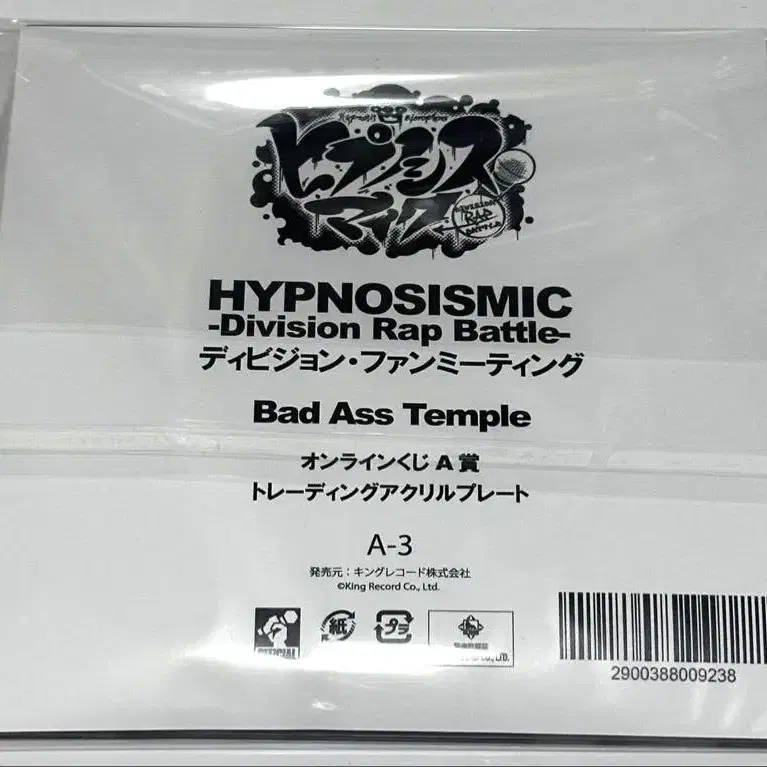 ヒプノシス
マイク
DIVISION
RAP
BATTLE
HYPNOSISMIC
-Division Rap Battle-
ディビジョン・ファンミーティング
Bad Ass Temple
オンラインくじ A 賞
トレーディングアクリルプレート
A-3
発売元：キングレコード株式会社
©King Record Co., Ltd.
紙
プラ
2900388009238